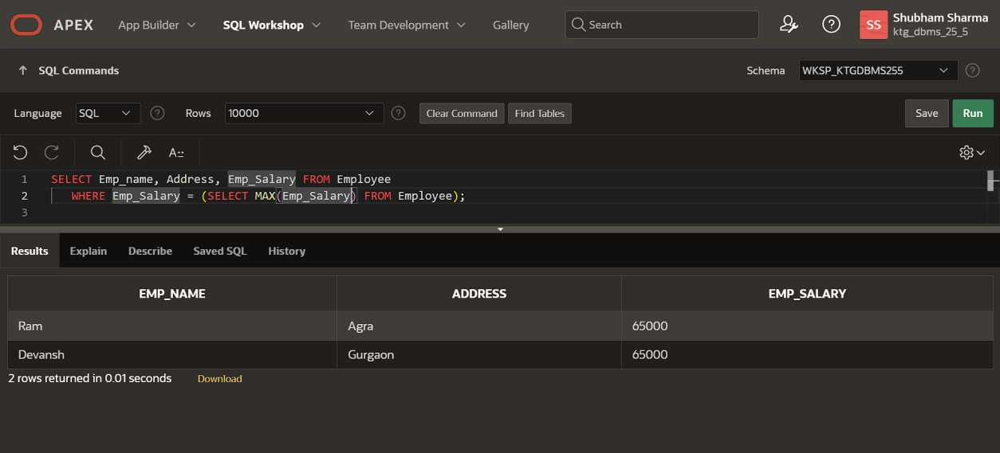 APEX App Builder SQL Workshop Team Development Gallery Search SS Shubham Sharma
ktg_dbms_25_5
SQL Commands Schema WKSP_KTGDBMS255
Language SQL Rows 10000 Clear Command Find Tables Save Run
A::
1 SELECT Emp_name, Address, Emp_Salary FROM Employee
2 WHERE Emp_Salary = (SELECT MAX(Emp_Salary) FROM Employee);
3
Results Explain Describe Saved SQL History
EMP_NAME ADDRESS EMP_SALARY
Ram Agra 65000
Devansh Gurgaon 65000
2 rows returned in 0.01 seconds Download